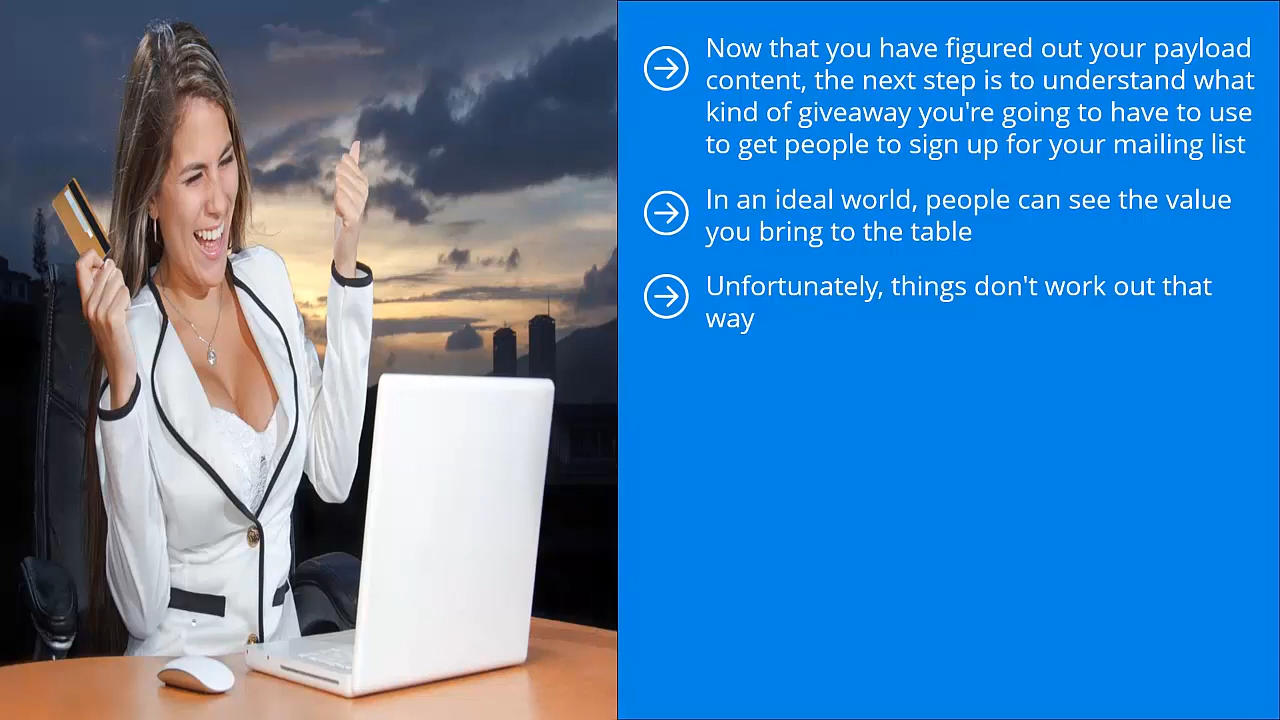 Now that you have figured out your payload
content, the next step is to understand what
kind of giveaway you're going to have to use
to get people to sign up for your mailing list
In an ideal world, people can see the value
you bring to the table
Unfortunately, things don't work out that
way